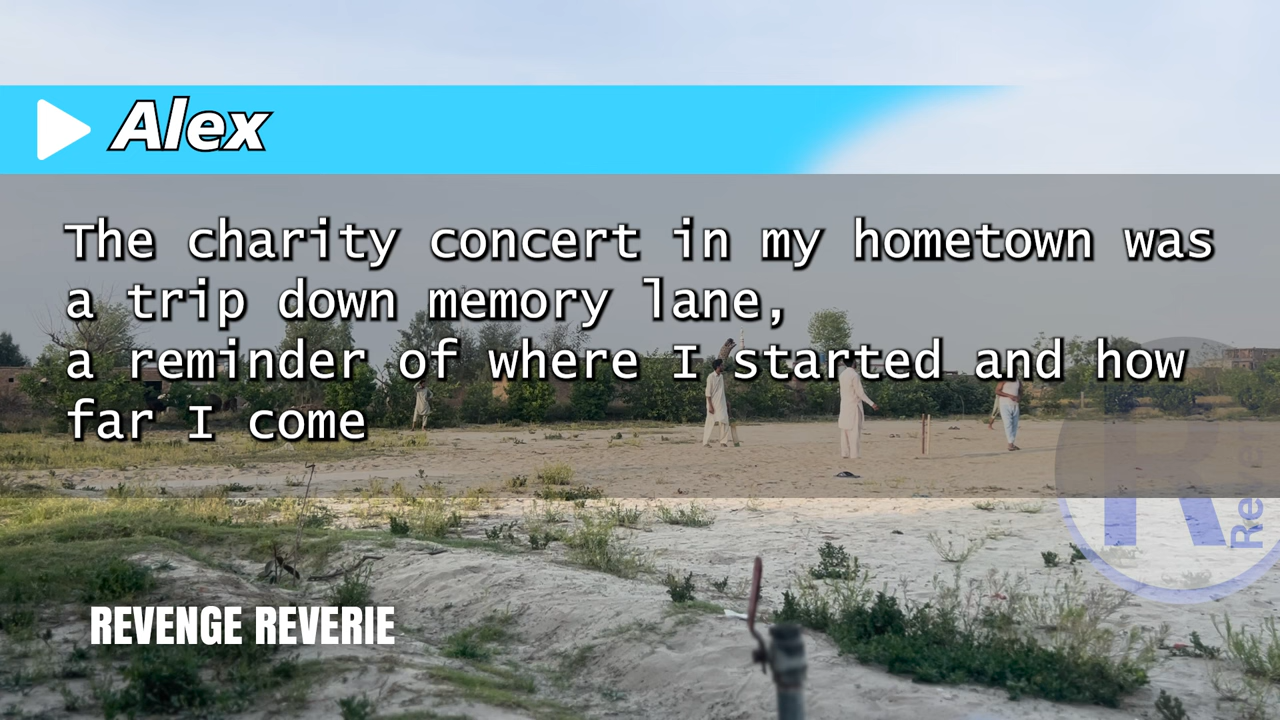 Alex
The charity concert in my hometown was
a trip down memory lane,
a reminder of where I started and how
far I come
REVENGE REVERIE
R
Re